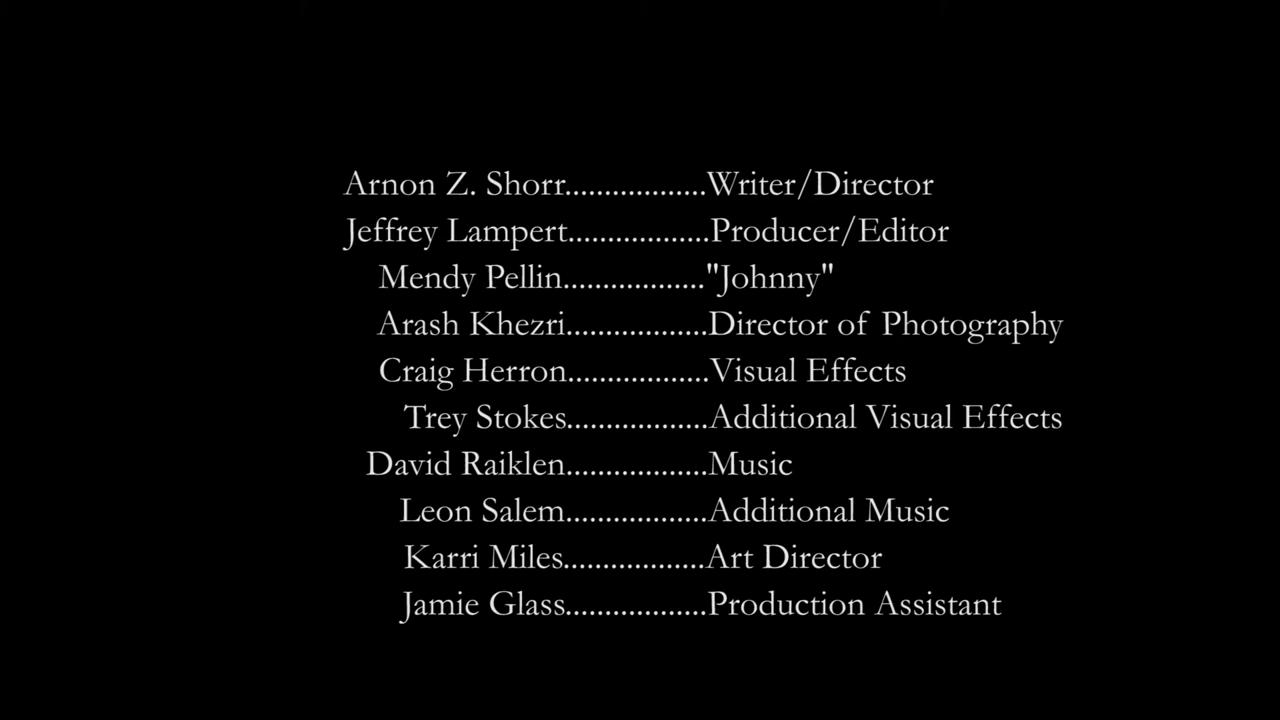 Arnon Z. Shorr..................Writer/Director
Jeffrey Lampert..................Producer/Editor
Mendy Pellin.................."Johnny"
Arash Khezri..................Director of Photography
Craig Herron..................Visual Effects
Trey Stokes..................Additional Visual Effects
David Raiklen..................Music
Leon Salem..................Additional Music
Karri Miles..................Art Director
Jamie Glass..................Production Assistant